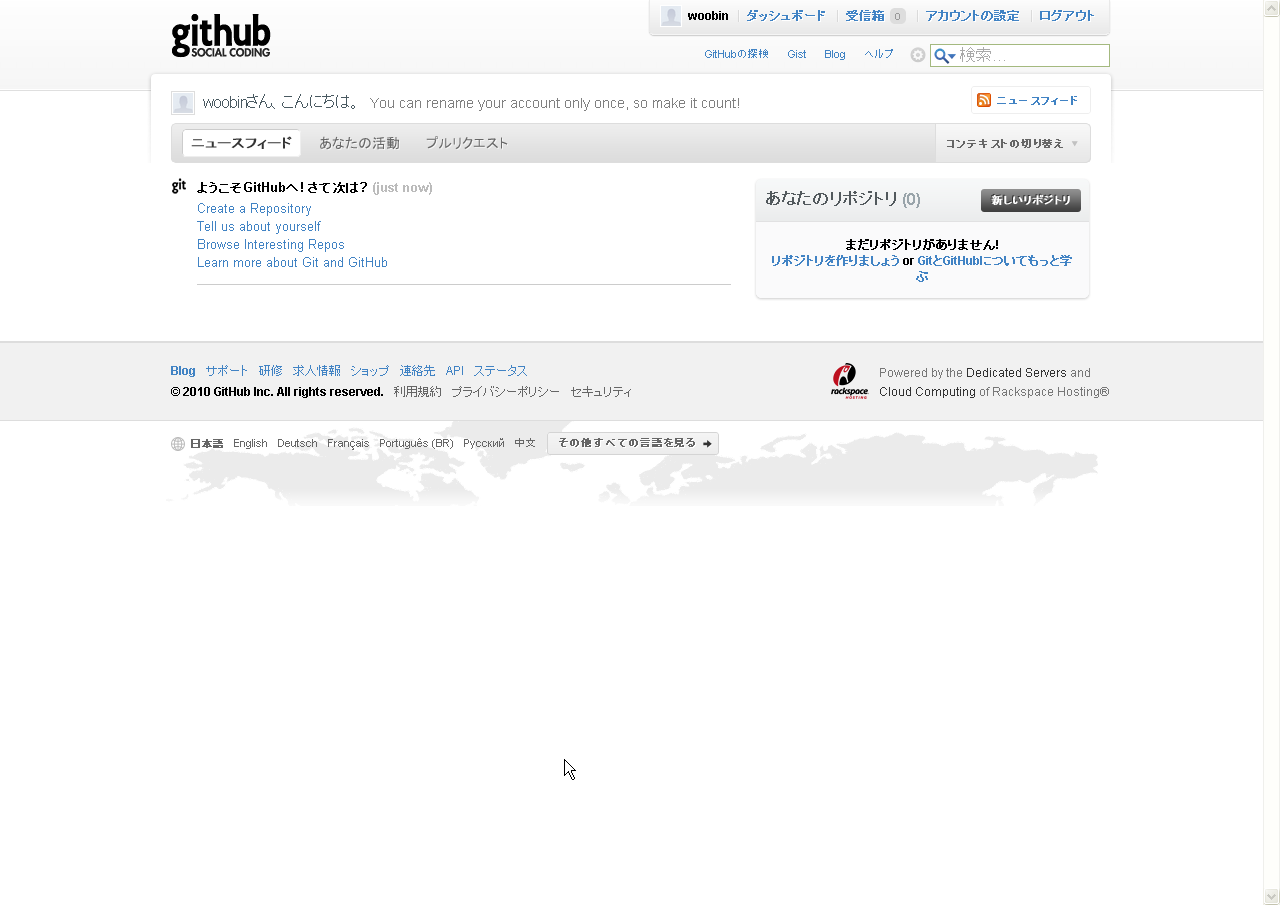 github
SOCIAL CODING
woobin ダッシュボード 受信箱 0 アカウントの設定 ログアウト
GitHubの探検 Gist Blog ヘルプ 検索...
woobinさん、こんにちは。 You can rename your account only once, so make it count!
ニュースフィード
ニュースフィード あなたの活動 プルリクエスト
コンテキストの切り替え
git ようこそGitHubへ! さて次は? (just now)
Create a Repository
Tell us about yourself
Browse Interesting Repos
Learn more about Git and GitHub
あなたのリポジトリ (0) 新しいリポジトリ
まだリポジトリがありません!
リポジトリを作りましょう or GitとGitHubについてもっと学
ぶ
Blog サポート 研修 求人情報 ショップ 連絡先 API ステータス
© 2010 GitHub Inc. All rights reserved. 利用規約 プライバシーポリシー セキュリティ
rackspace
HOSTING
Powered by the Dedicated Servers and
Cloud Computing of Rackspace Hosting®
日本語 English Deutsch Français Português (BR) Русский 中文 その他すべての言語を見る